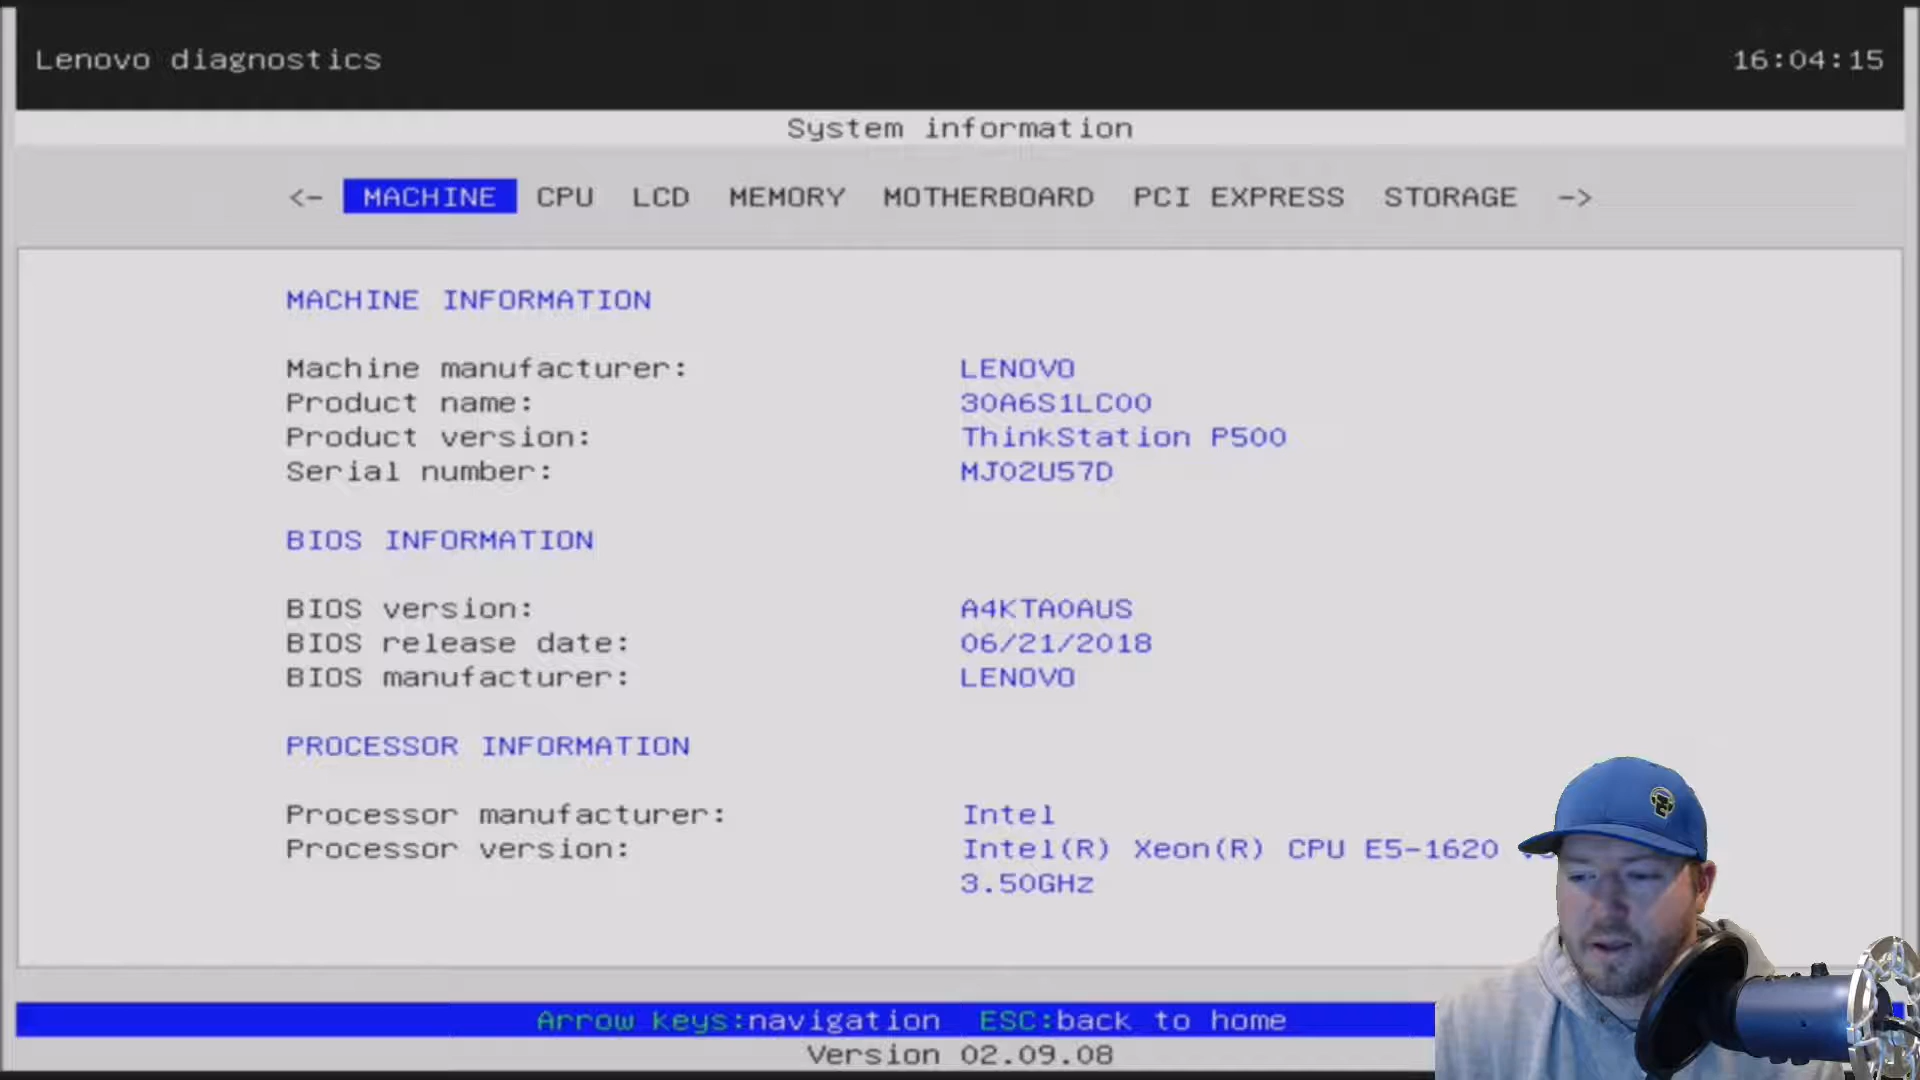 Lenovo diagnostics 16:04:15
System information
<- MACHINE CPU LCD MEMORY MOTHERBOARD PCI EXPRESS STORAGE ->
MACHINE INFORMATION
Machine manufacturer: LENOVO
Product name: 30A6S1LC00
Product version: ThinkStation P500
Serial number: MJ02U57D
BIOS INFORMATION
BIOS version: A4KTA0AUS
BIOS release date: 06/21/2018
BIOS manufacturer: LENOVO
PROCESSOR INFORMATION
Processor manufacturer: Intel
Processor version: Intel(R) Xeon(R) CPU E5-1620
3.50GHz
Arrow keys:navigation ESC:back to home
Version 02.09.08